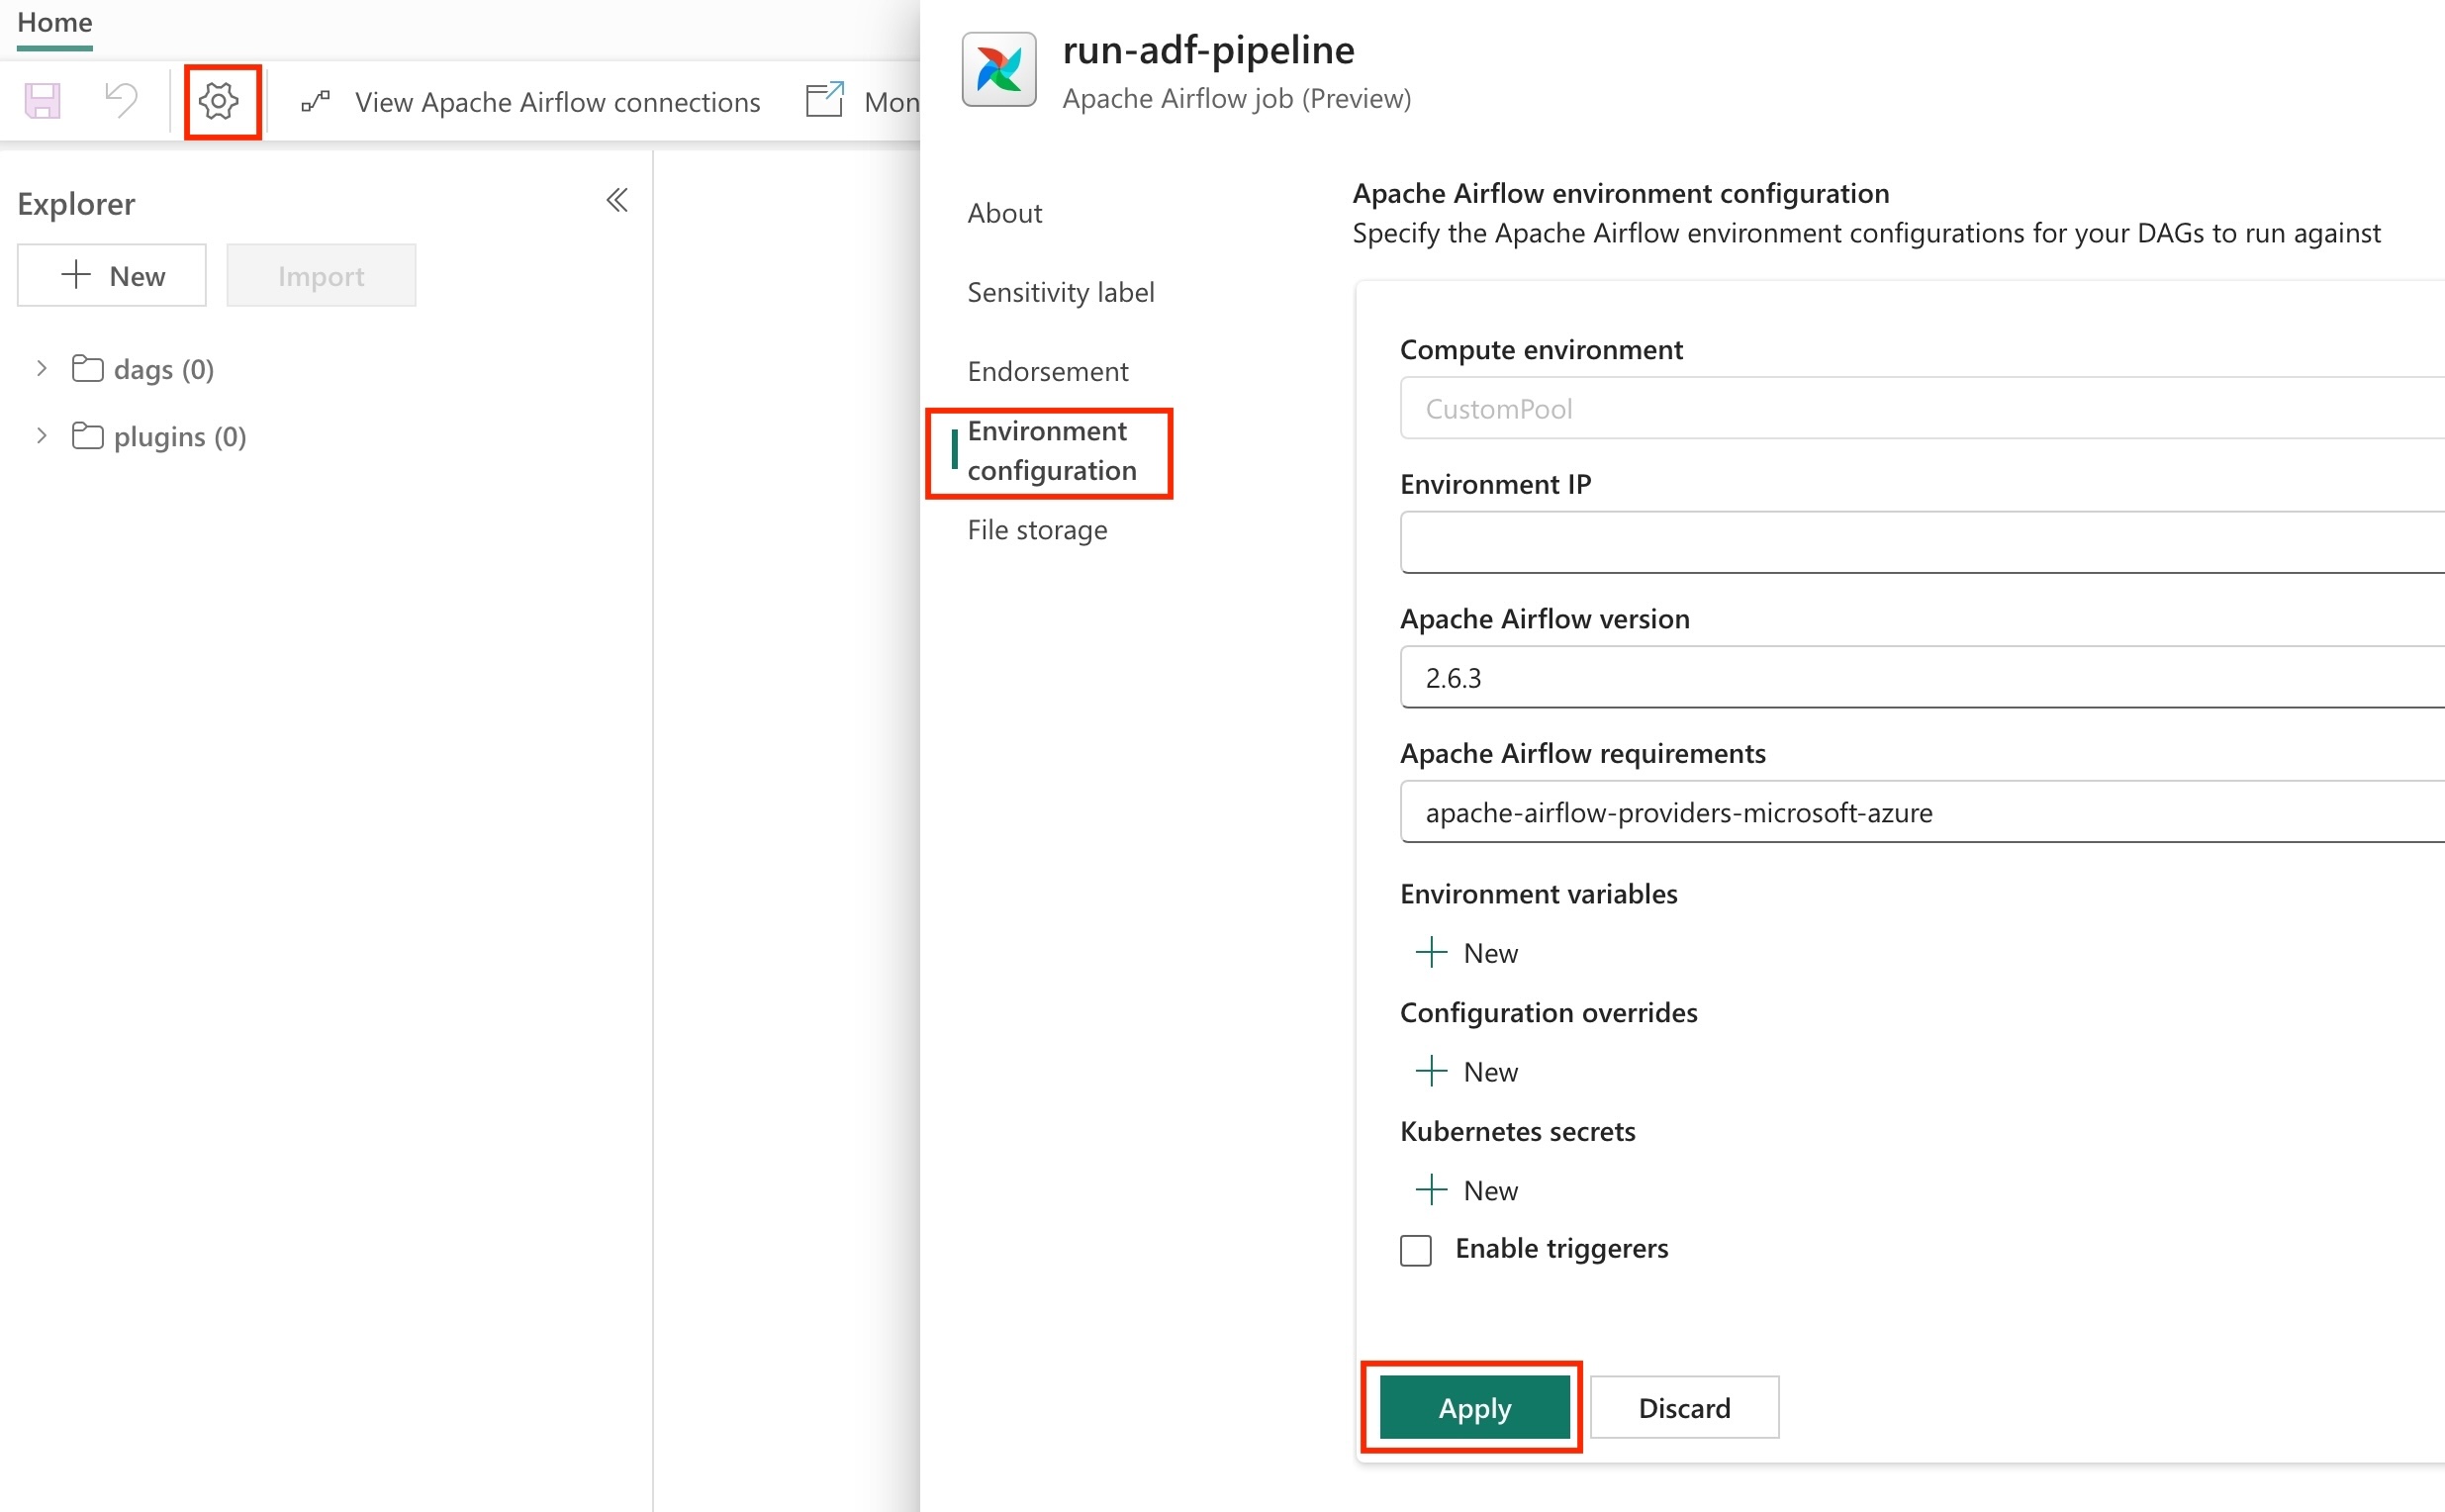 Home
View Apache Airflow connections
Mon
Explorer
New
Import
dags (0)
plugins (0)
run-adf-pipeline
Apache Airflow job (Preview)
About
Sensitivity label
Endorsement
Environment
configuration
File storage
Apache Airflow environment configuration
Specify the Apache Airflow environment configurations for your DAGs to run against
Compute environment
CustomPool
Environment IP
Apache Airflow version
2.6.3
Apache Airflow requirements
apache-airflow-providers-microsoft-azure
Environment variables
New
Configuration overrides
New
Kubernetes secrets
New
Enable triggerers
Apply
Discard